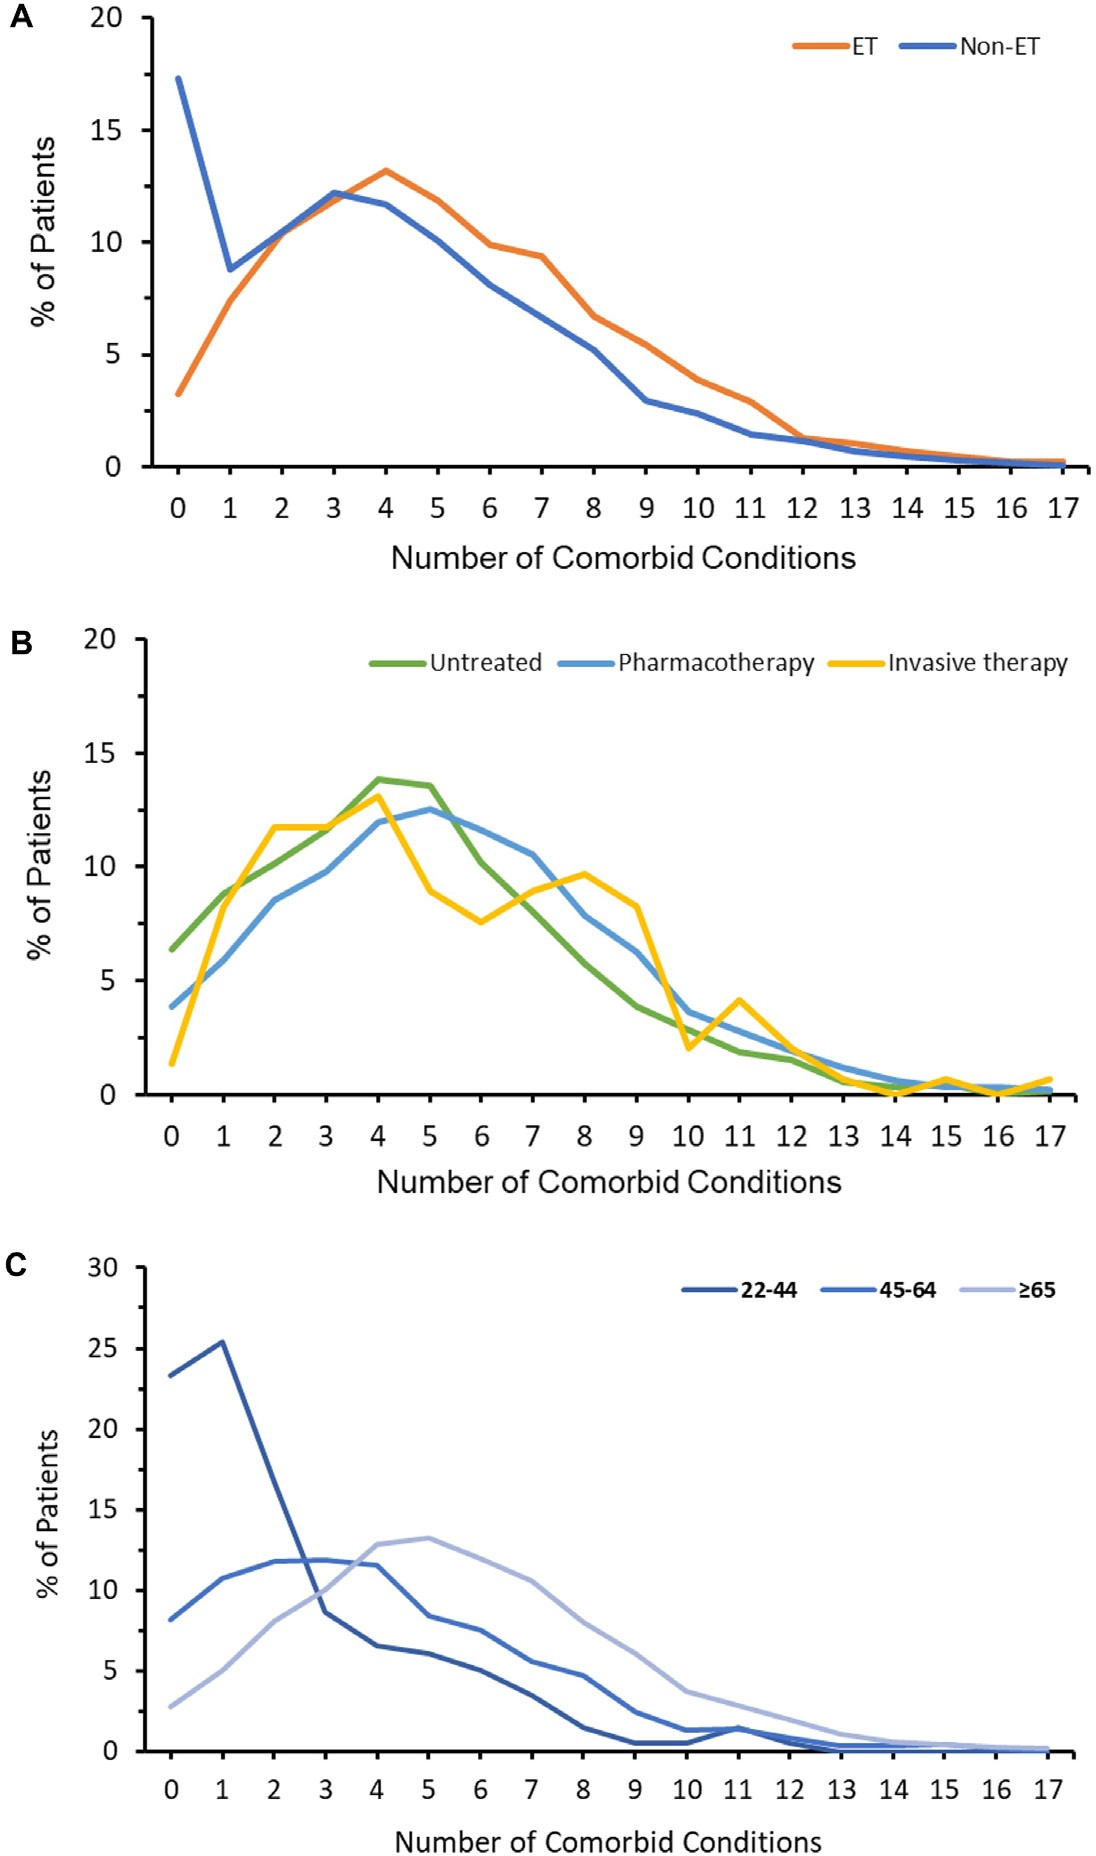 A
20
ET Non-ET
15
10
5
0
% of Patients
0 1 2 3 4 5 6 7 8 9 10 11 12 13 14 15 16 17
Number of Comorbid Conditions
B
20
Untreated Pharmacotherapy Invasive therapy
15
10
5
0
% of Patients
0 1 2 3 4 5 6 7 8 9 10 11 12 13 14 15 16 17
Number of Comorbid Conditions
C
30
22-44 45-64 ≥65
25
20
15
10
5
0
% of Patients
0 1 2 3 4 5 6 7 8 9 10 11 12 13 14 15 16 17
Number of Comorbid Conditions